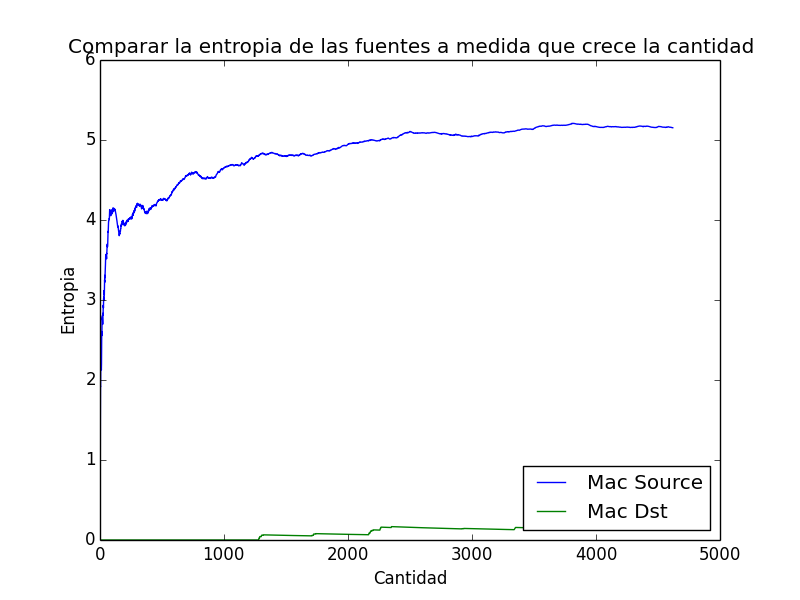 Comparar la entropia de las fuentes a medida que crece la cantidad
6
5
4
3
2
1
0
Entropia
0 1000 2000 3000 4000 5000
Cantidad
Mac Source
Mac Dst